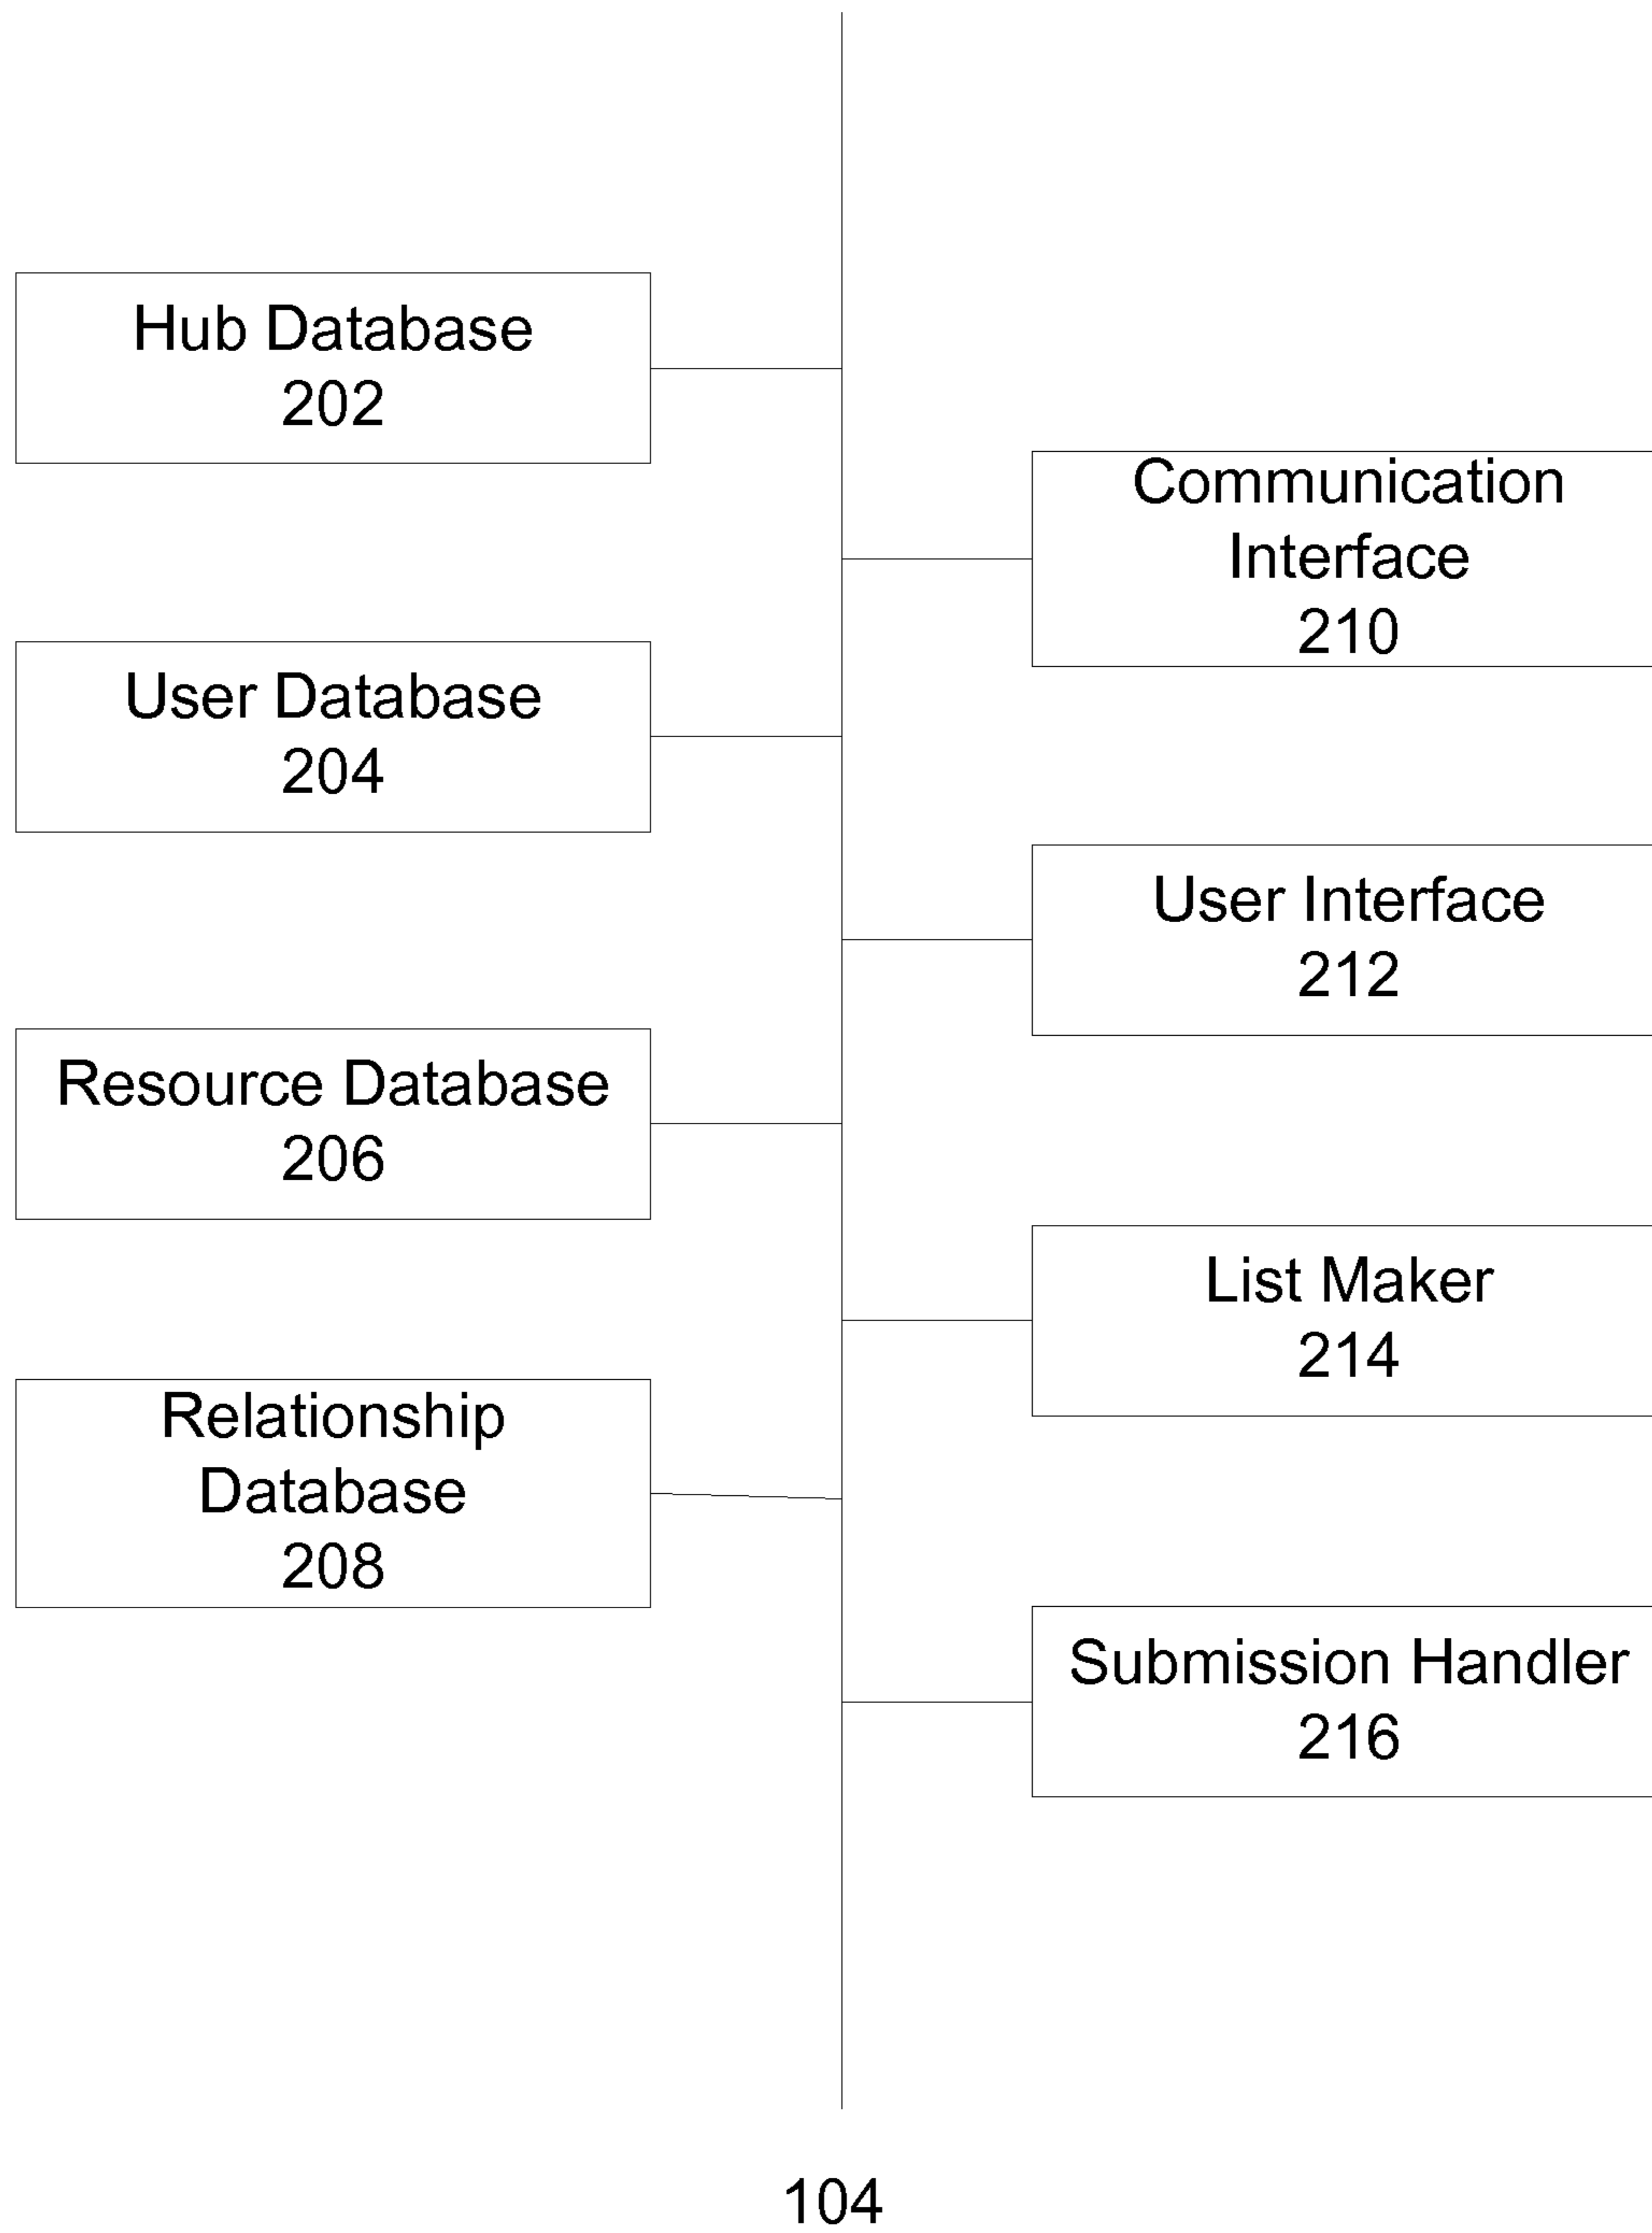 Hub Database
202
User Database
204
Resource Database
206
Relationship
Database
208
Communication
Interface
210
User Interface
212
List Maker
214
Submission Handler
216
104